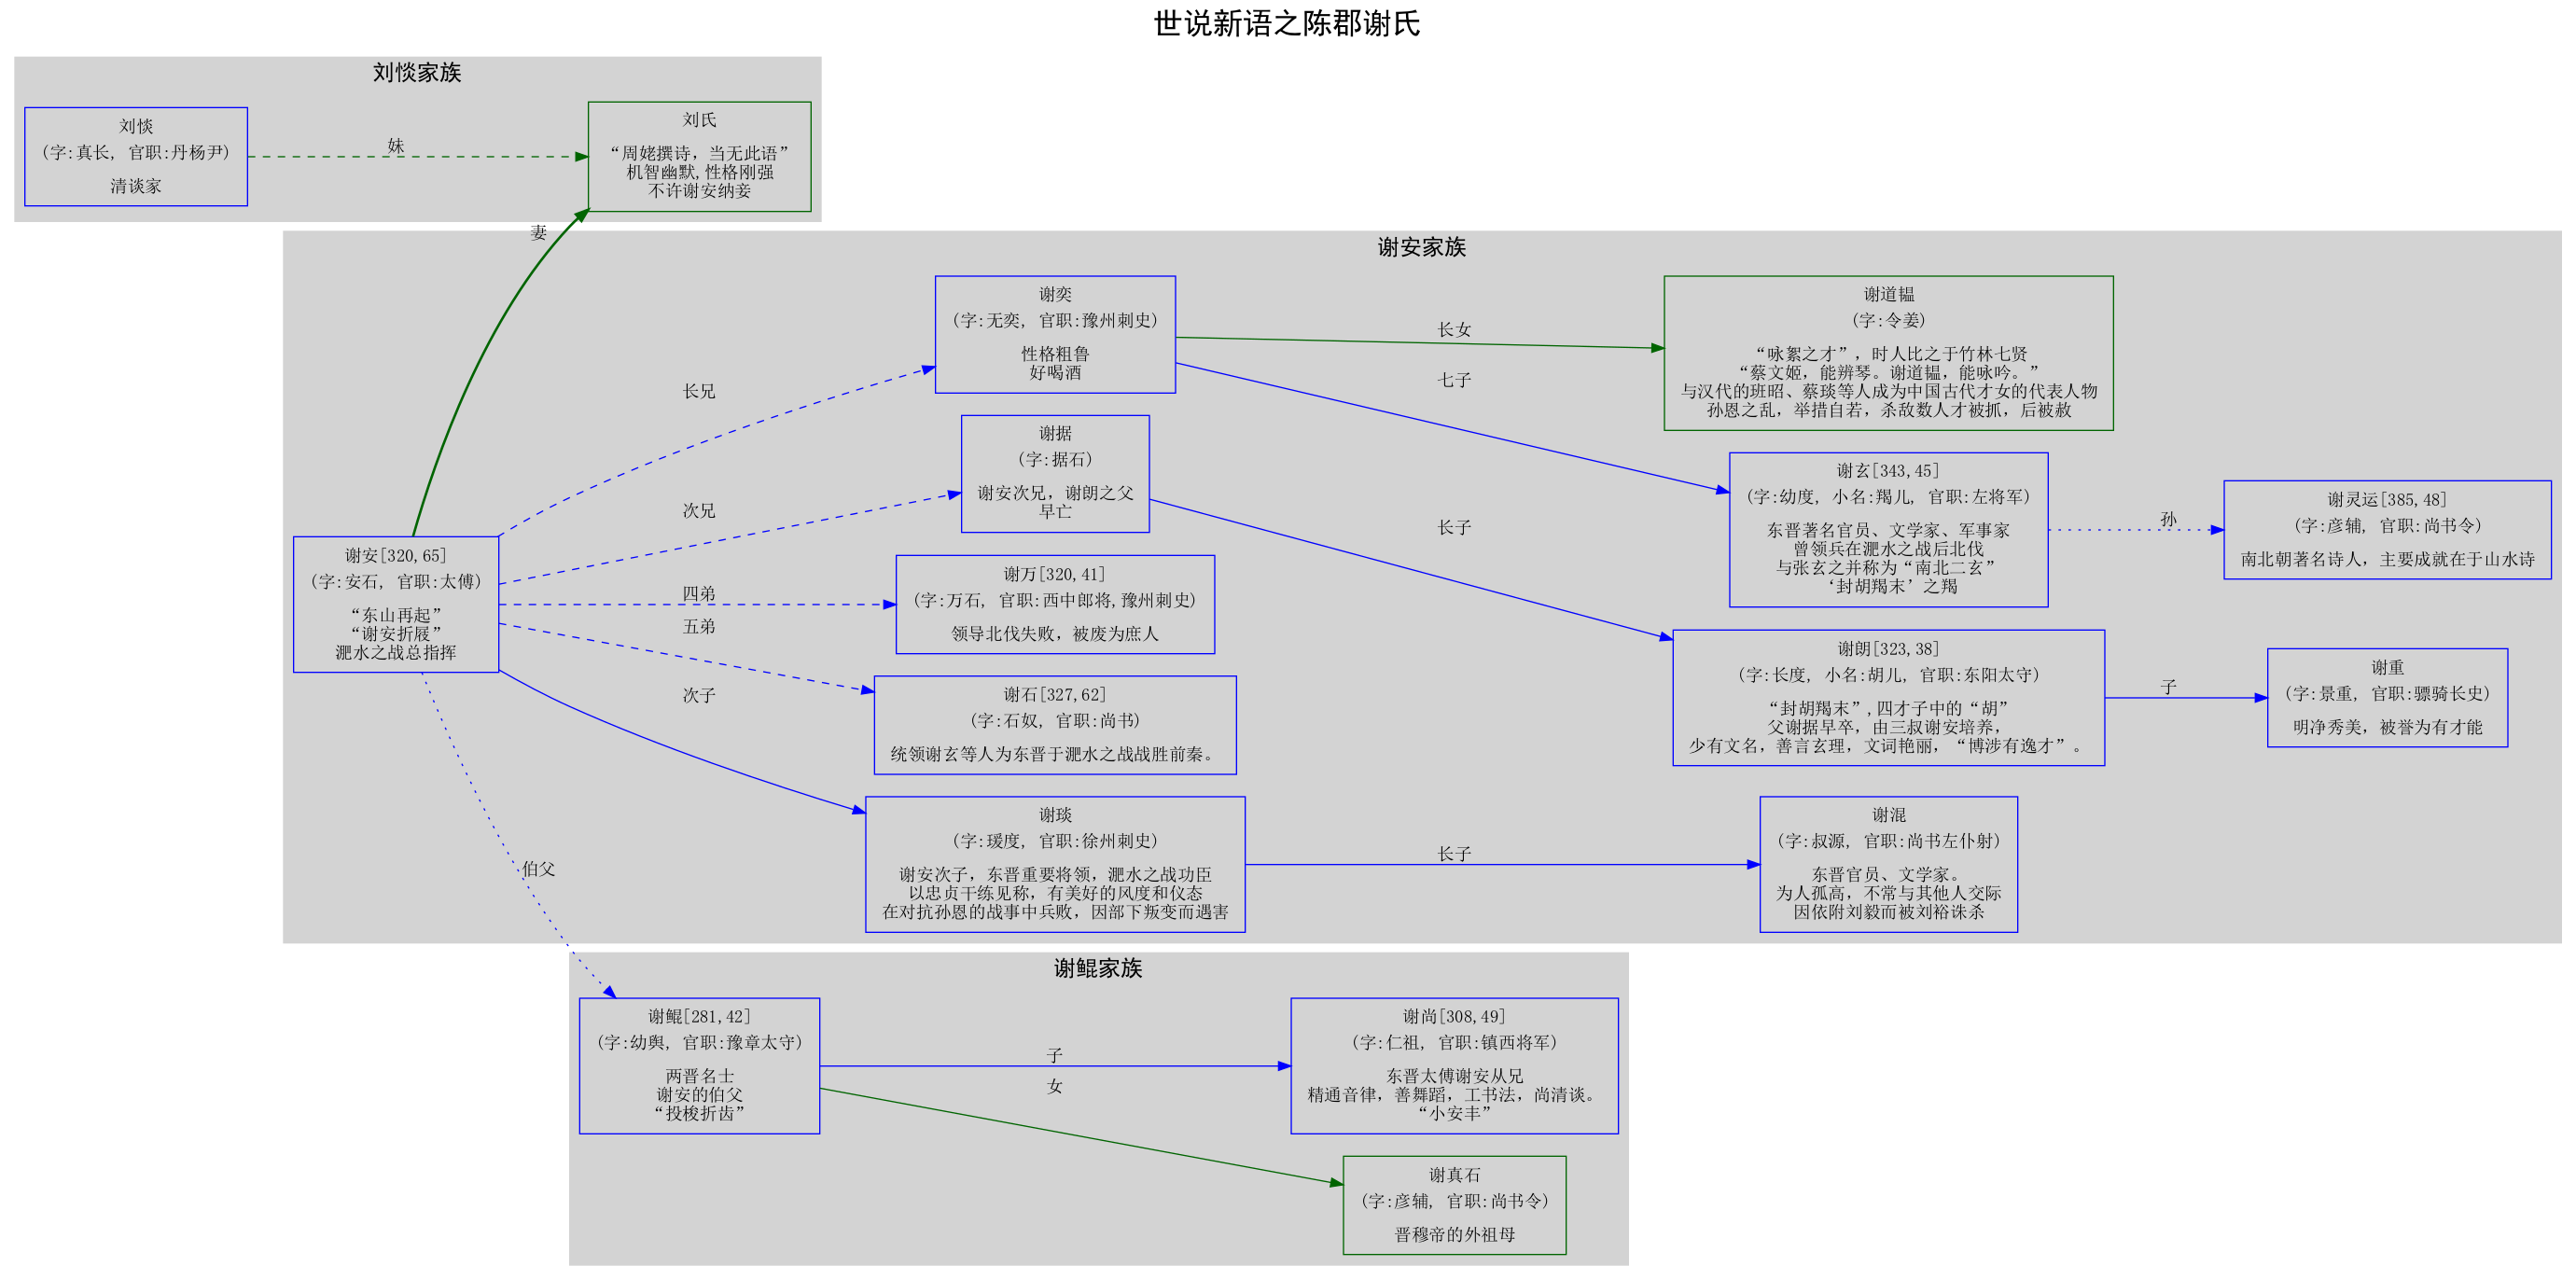 世说新语之陈郡谢氏
刘惔家族
刘惔
(字:真长, 官职:丹杨尹)
清谈家
妹
刘氏
“周姥撰诗，当无此语”
机智幽默,性格刚强
不许谢安纳妾
妻
谢安家族
谢安[320,65]
(字:安石, 官职:太傅)
“东山再起”
“谢安折屐”
淝水之战总指挥
长兄
次兄
四弟
五弟
次子
伯父
谢奕
(字:无奕, 官职:豫州刺史)
性格粗鲁
好喝酒
长女
七子
谢据
(字:据石)
谢安次兄，谢朗之父
早亡
长子
谢万[320,41]
(字:万石, 官职:西中郎将,豫州刺史)
领导北伐失败，被废为庶人
谢石[327,62]
(字:石奴, 官职:尚书)
统领谢玄等人为东晋于淝水之战战胜前秦。
谢琰
(字:瑗度, 官职:徐州刺史)
谢安次子，东晋重要将领，淝水之战功臣
以忠贞干练见称，有美好的风度和仪态
在对抗孙恩的战事中兵败，因部下叛变而遇害
长子
谢道韫
(字:令姜)
“咏絮之才”，时人比之于竹林七贤
“蔡文姬，能辨琴。谢道韫，能咏吟。”
与汉代的班昭、蔡琰等人成为中国古代才女的代表人物
孙恩之乱，举措自若，杀敌数人才被抓，后被赦
谢玄[343,45]
(字:幼度, 小名:羯儿, 官职:左将军)
东晋著名官员、文学家、军事家
曾领兵在淝水之战后北伐
与张玄之并称为“南北二玄”
‘封胡羯末’之羯
孙
谢灵运[385,48]
(字:彦辅, 官职:尚书令)
南北朝著名诗人，主要成就在于山水诗
谢朗[323,38]
(字:长度, 小名:胡儿, 官职:东阳太守)
“封胡羯末”,四才子中的“胡”
父谢据早卒，由三叔谢安培养，
少有文名，善言玄理，文词艳丽，“博涉有逸才”。
子
谢重
(字:景重, 官职:骠骑长史)
明净秀美，被誉为有才能
谢混
(字:叔源, 官职:尚书左仆射)
东晋官员、文学家。
为人孤高，不常与其他人交际
因依附刘毅而被刘裕诛杀
谢鲲家族
谢鲲[281,42]
(字:幼舆, 官职:豫章太守)
两晋名士
谢安的伯父
“投梭折齿”
子
女
谢尚[308,49]
(字:仁祖, 官职:镇西将军)
东晋太傅谢安从兄
精通音律，善舞蹈，工书法，尚清谈。
“小安丰”
谢真石
(字:彦辅, 官职:尚书令)
晋穆帝的外祖母